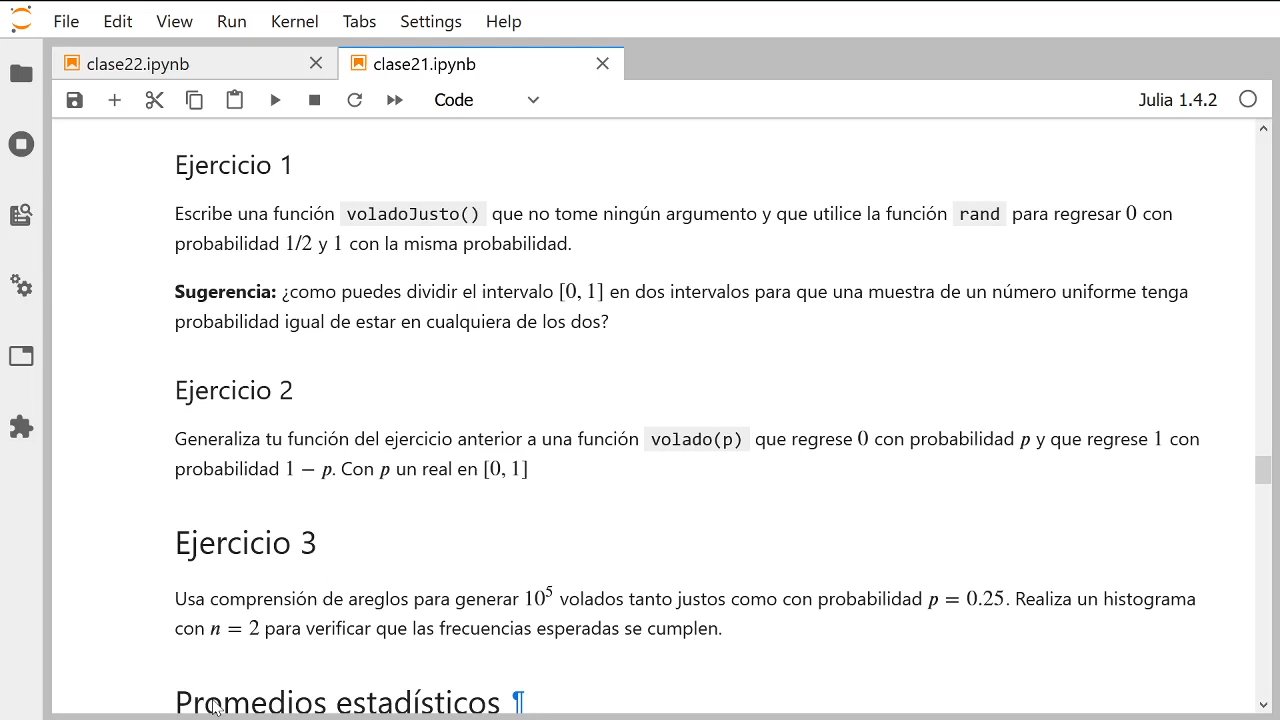 File Edit View Run Kernel Tabs Settings Help
clase22.ipynb clase21.ipynb
Code Julia 1.4.2
Ejercicio 1
Escribe una función voladoJusto() que no tome ningún argumento y que utilice la función rand para regresar 0 con
probabilidad 1/2 y 1 con la misma probabilidad.
Sugerencia: ¿como puedes dividir el intervalo [0, 1] en dos intervalos para que una muestra de un número uniforme tenga
probabilidad igual de estar en cualquiera de los dos?
Ejercicio 2
Generaliza tu función del ejercicio anterior a una función volado(p) que regrese 0 con probabilidad p y que regrese 1 con
probabilidad 1 − p. Con p un real en [0, 1]
Ejercicio 3
Usa comprensión de areglos para generar 10⁵ volados tanto justos como con probabilidad p = 0.25. Realiza un histograma
con n = 2 para verificar que las frecuencias esperadas se cumplen.
Promedios estadísticos ¶